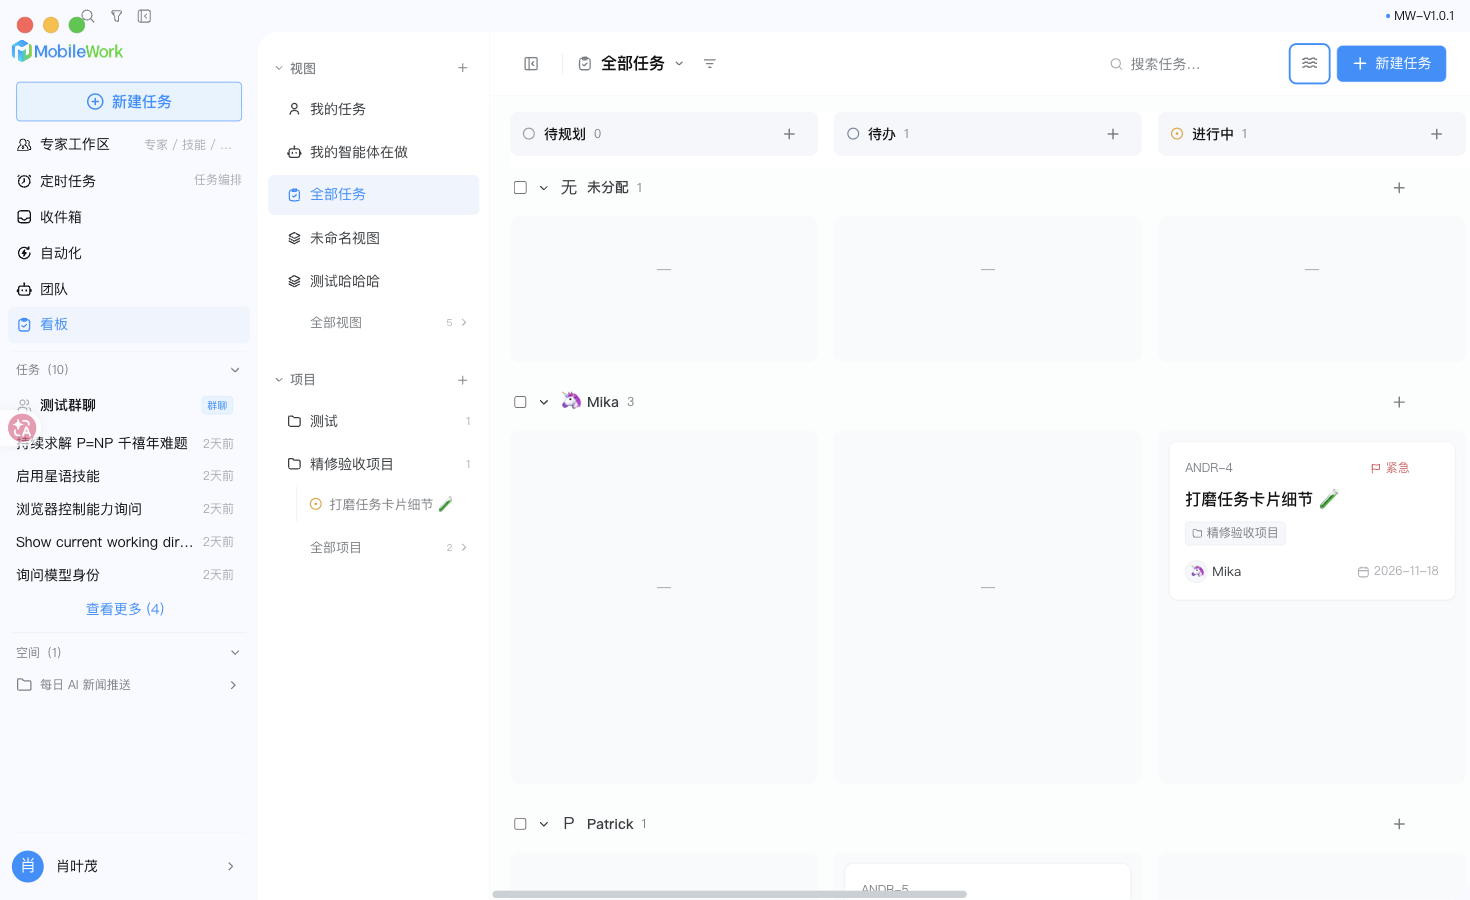 MW-V1.0.1
MobileWork
新建任务
专家工作区 专家 / 技能 / ...
定时任务 任务编排
收件箱
自动化
团队
看板
任务 (10)
测试群聊 群聊
持续求解 P=NP 千禧年难题 2天前
启用星语技能 2天前
浏览器控制能力询问 2天前
Show current working dir... 2天前
询问模型身份 2天前
查看更多 (4)
空间 (1)
每日 AI 新闻推送
肖 肖叶茂
视图
我的任务
我的智能体在做
全部任务
未命名视图
测试哈哈哈
全部视图 5
项目
测试 1
精修验收项目 1
打磨任务卡片细节
全部项目 2
全部任务 搜索任务... 新建任务
待规划 0 待办 1 进行中 1
无 未分配 1
— — —
Mika 3
— —
ANDR-4 紧急
打磨任务卡片细节
精修验收项目
Mika 2026-11-18
P Patrick 1
ANDR-5